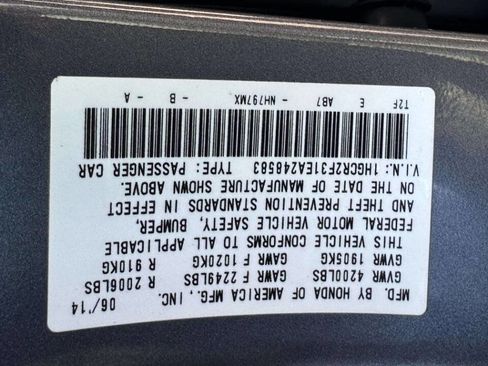 MFD. BY HONDA OF AMERICA MFG., INC. 06/'14
GVWR 4200LBS GAWR F 2249LBS R 2006LBS
GVWR 1905KG GAWR F 1020KG R 910KG
THIS VEHICLE CONFORMS TO ALL APPLICABLE
FEDERAL MOTOR VEHICLE SAFETY, BUMPER,
AND THEFT PREVENTION STANDARDS IN EFFECT
ON THE DATE OF MANUFACTURE SHOWN ABOVE.
V.I.N.: 1HGCR2F31EA248583 TYPE: PASSENGER CAR
T2F E AB7 - NH797MX - B - A